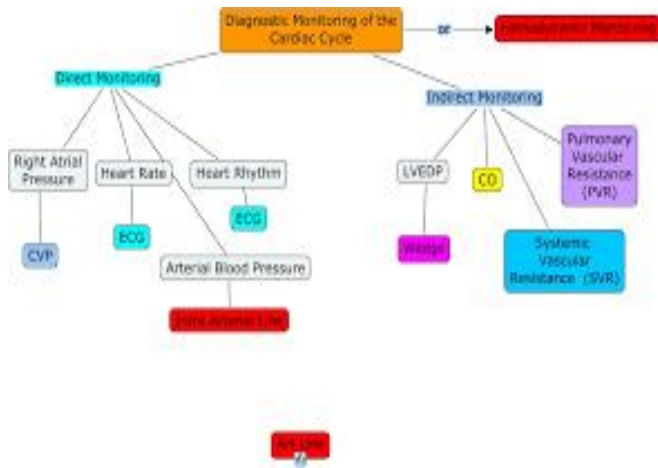 Diagnostic Monitoring of the
Cardiac Cycle
or
Hemodynamic Monitoring
Direct Monitoring
Indirect Monitoring
Right Atrial
Pressure
Heart Rate
Heart Rhythm
LVEDP
CO
Pulmonary
Vascular
Resistance
(PVR)
CVP
ECG
ECG
Wedge
Systemic
Vascular
Resistance (SVR)
Arterial Blood Pressure
Intra Arterial Line
Art Line